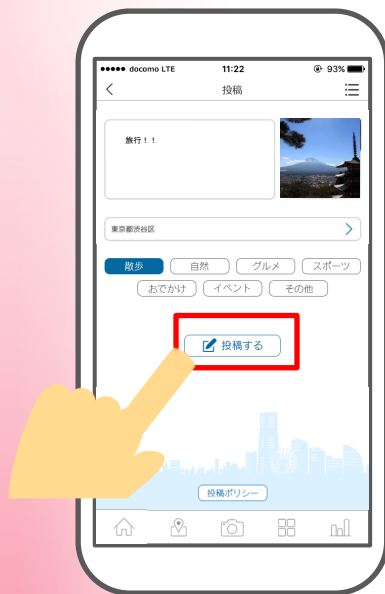 ●●●●● docomo LTE 11:22 93%
投稿
旅行！！
東京都渋谷区
散歩 自然 グルメ スポーツ
おでかけ イベント その他
投稿する
投稿ポリシー